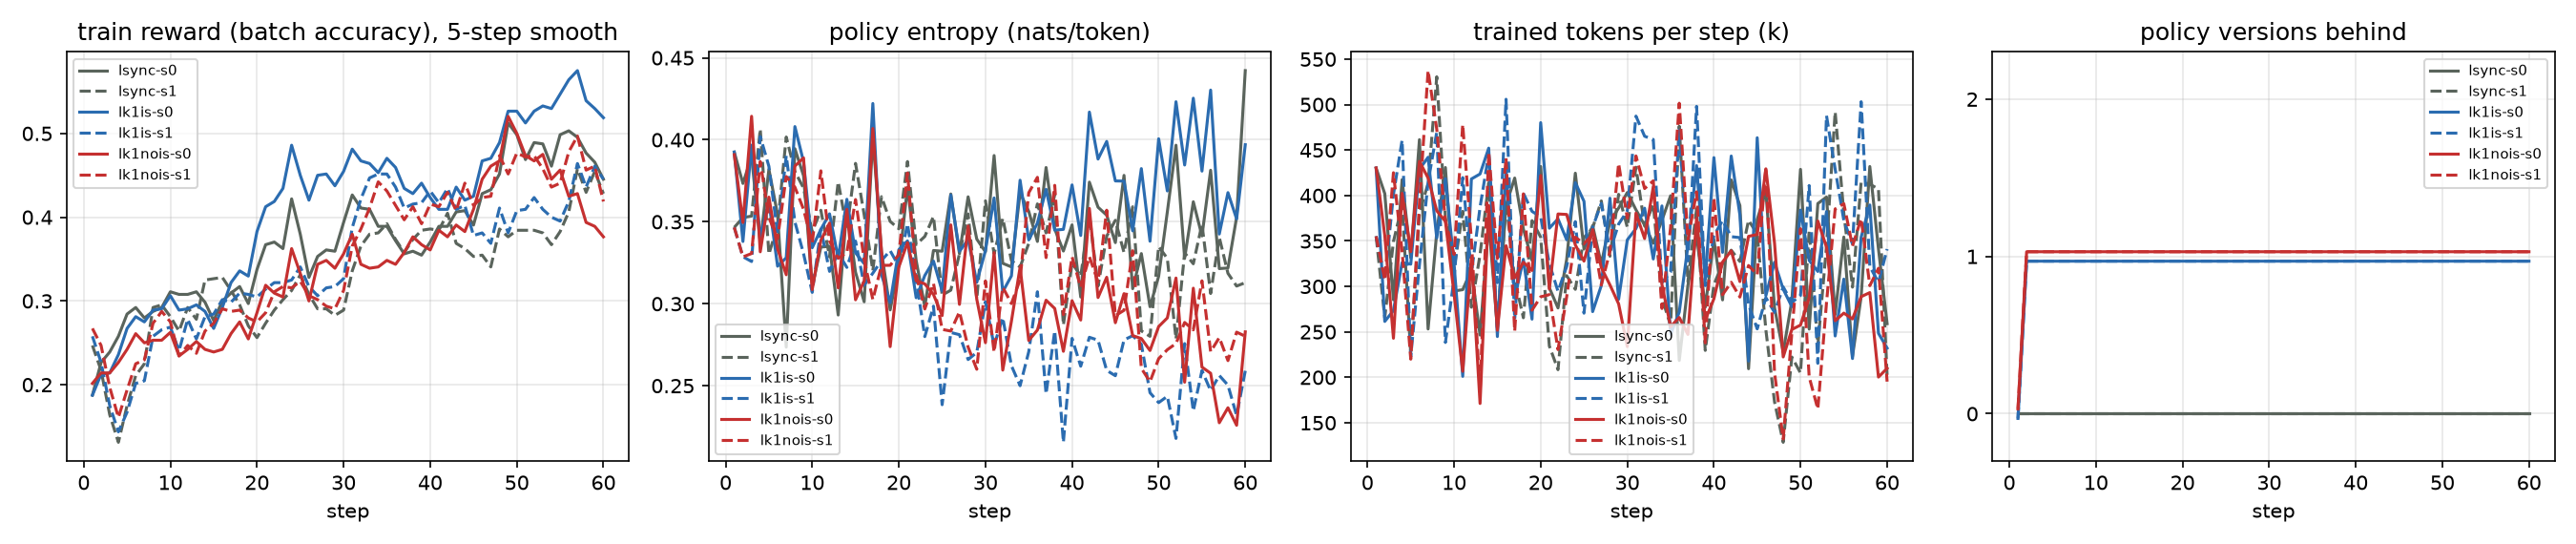 train reward (batch accuracy), 5-step smooth
0.5
0.4
0.3
0.2
lsync-s0
lsync-s1
lk1is-s0
lk1is-s1
lk1nois-s0
lk1nois-s1
0 10 20 30 40 50 60
step
policy entropy (nats/token)
0.45
0.40
0.35
0.30
0.25
lsync-s0
lsync-s1
lk1is-s0
lk1is-s1
lk1nois-s0
lk1nois-s1
0 10 20 30 40 50 60
step
trained tokens per step (k)
550
500
450
400
350
300
250
200
150
lsync-s0
lsync-s1
lk1is-s0
lk1is-s1
lk1nois-s0
lk1nois-s1
0 10 20 30 40 50 60
step
policy versions behind
2
1
0
lsync-s0
lsync-s1
lk1is-s0
lk1is-s1
lk1nois-s0
lk1nois-s1
0 10 20 30 40 50 60
step